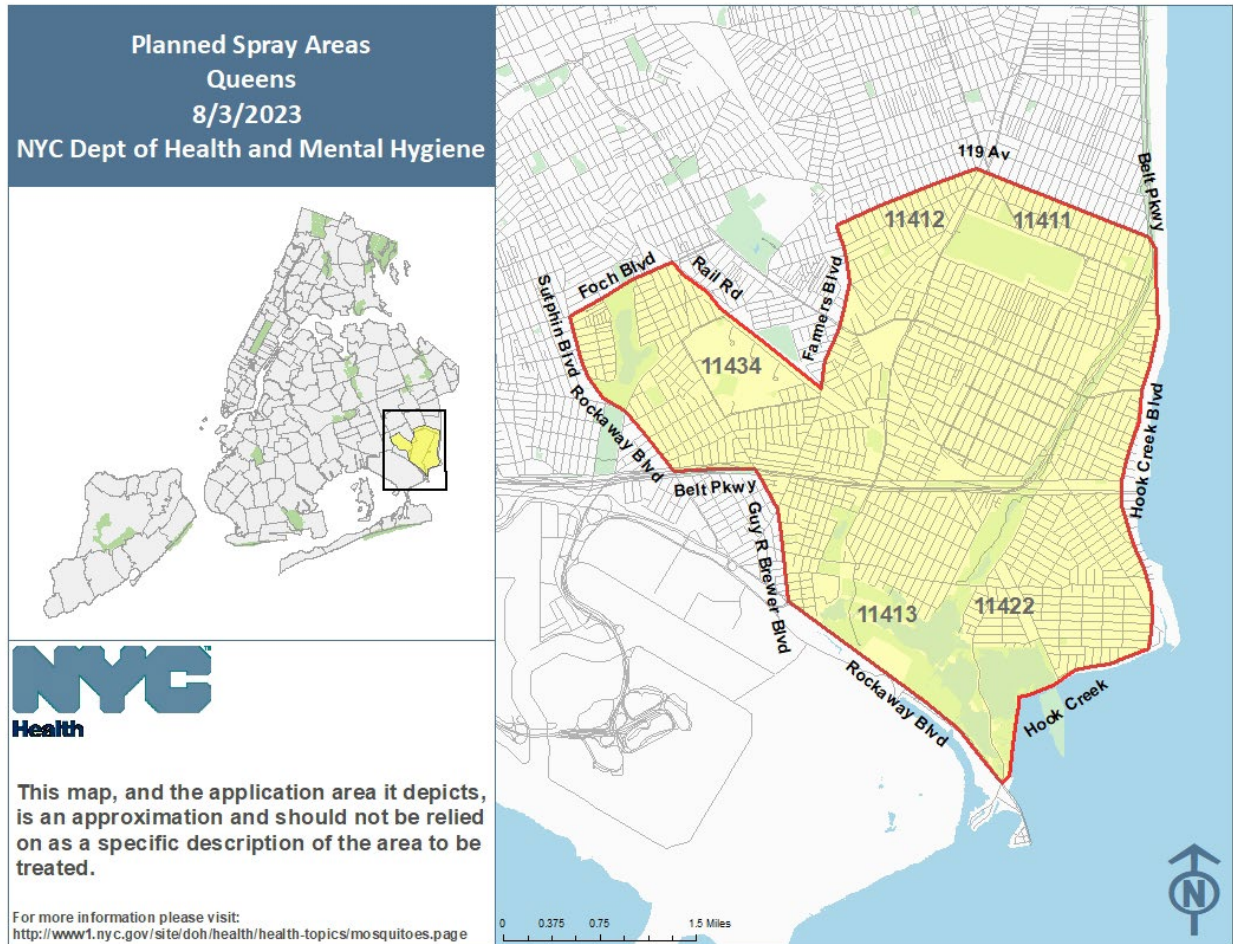 Planned Spray Areas
Queens
8/3/2023
NYC Dept of Health and Mental Hygiene
119 Av
Belt Pkwy
11412
11411
Foch Blvd
Rail Rd
Farmers Blvd
Sutphin Blvd
11434
Rockaway Blvd
Hook Creek Blvd
Belt Pkwy
Guy R Brewer Blvd
11413
11422
Rockaway Blvd
Hook Creek
NYC
Health
This map, and the application area it depicts,
is an approximation and should not be relied
on as a specific description of the area to be
treated.
For more information please visit:
http://www1.nyc.gov/site/doh/health/health-topics/mosquitoes.page
0 0.375 0.75 1.5 Miles
N